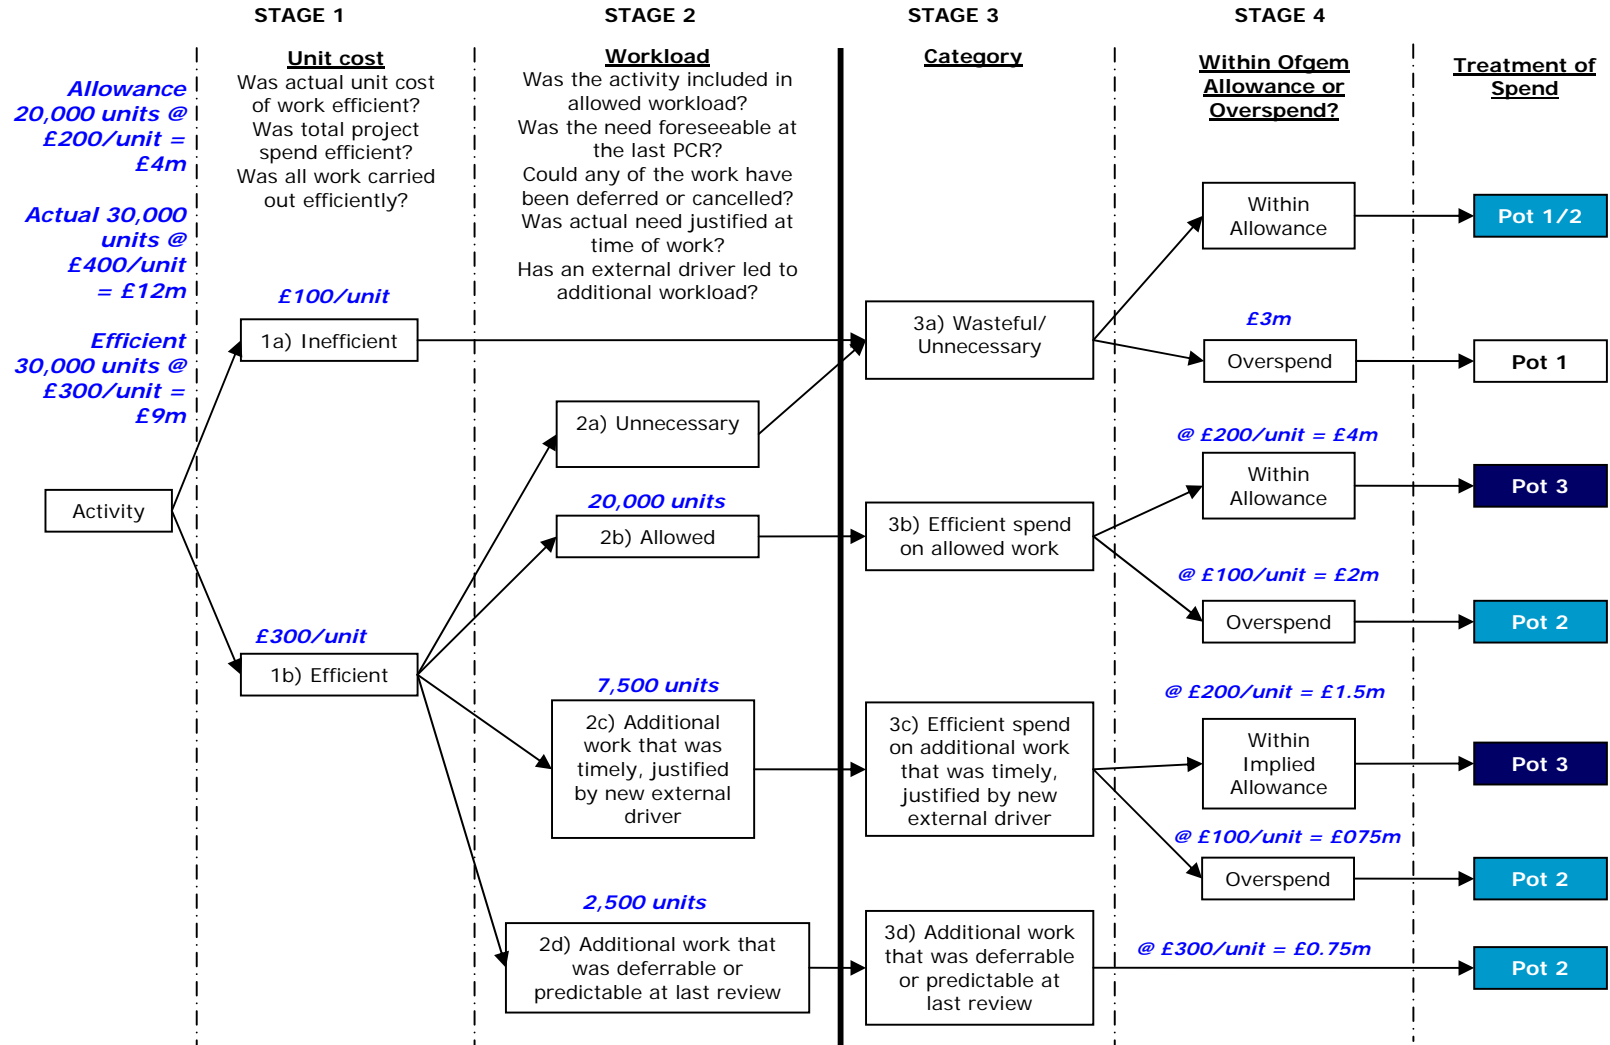 STAGE 1
STAGE 2
STAGE 3
STAGE 4
Allowance
20,000 units @
£200/unit =
£4m
Actual 30,000
units @
£400/unit
= £12m
Efficient
30,000 units @
£300/unit =
£9m
Activity
Unit cost
Was actual unit cost
of work efficient?
Was total project
spend efficient?
Was all work carried
out efficiently?
£100/unit
1a) Inefficient
£300/unit
1b) Efficient
Workload
Was the activity included in
allowed workload?
Was the need foreseeable at
the last PCR?
Could any of the work have
been deferred or cancelled?
Was actual need justified at
time of work?
Has an external driver led to
additional workload?
2a) Unnecessary
20,000 units
2b) Allowed
7,500 units
2c) Additional
work that was
timely, justified
by new external
driver
2,500 units
2d) Additional work that
was deferrable or
predictable at last review
Category
3a) Wasteful/
Unnecessary
3b) Efficient spend
on allowed work
3c) Efficient spend
on additional work
that was timely,
justified by new
external driver
3d) Additional work
that was deferrable
or predictable at
last review
Within Ofgem
Allowance or
Overspend?
Within
Allowance
£3m
Overspend
@ £200/unit = £4m
Within
Allowance
@ £100/unit = £2m
Overspend
@ £200/unit = £1.5m
Within
Implied
Allowance
@ £100/unit = £075m
Overspend
@ £300/unit = £0.75m
Treatment of
Spend
Pot 1/2
Pot 1
Pot 3
Pot 2
Pot 3
Pot 2
Pot 2